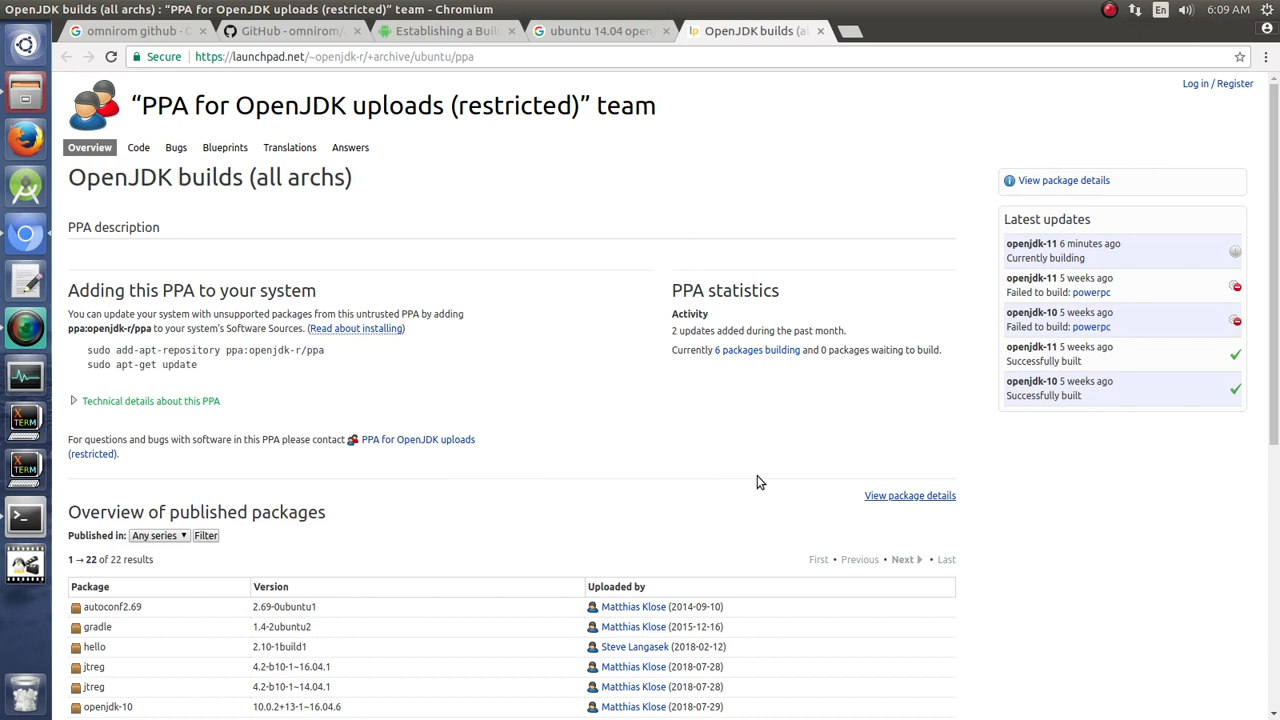 OpenJDK builds (all archs) : “PPA for OpenJDK uploads (restricted)” team - Chromium
En
6:09 AM
omnirom github - G
GitHub - omnirom/
Establishing a Buil
ubuntu 14.04 open
lp OpenJDK builds (al
Secure https://launchpad.net/~openjdk-r/+archive/ubuntu/ppa
Log in / Register
“PPA for OpenJDK uploads (restricted)” team
Overview Code Bugs Blueprints Translations Answers
OpenJDK builds (all archs)
PPA description
Adding this PPA to your system
You can update your system with unsupported packages from this untrusted PPA by adding
ppa:openjdk-r/ppa to your system's Software Sources. (Read about installing)
sudo add-apt-repository ppa:openjdk-r/ppa
sudo apt-get update
Technical details about this PPA
For questions and bugs with software in this PPA please contact PPA for OpenJDK uploads
(restricted).
PPA statistics
Activity
2 updates added during the past month.
Currently 6 packages building and 0 packages waiting to build.
View package details
Latest updates
openjdk-11 6 minutes ago
Currently building
openjdk-11 5 weeks ago
Failed to build: powerpc
openjdk-10 5 weeks ago
Failed to build: powerpc
openjdk-11 5 weeks ago
Successfully built
openjdk-10 5 weeks ago
Successfully built
View package details
Overview of published packages
Published in: Any series Filter
1 → 22 of 22 results
First • Previous • Next • Last
Package Version Uploaded by
autoconf2.69 2.69-0ubuntu1 Matthias Klose (2014-09-10)
gradle 1.4-2ubuntu2 Matthias Klose (2015-12-16)
hello 2.10-1build1 Steve Langasek (2018-02-12)
jtreg 4.2-b10-1~16.04.1 Matthias Klose (2018-07-28)
jtreg 4.2-b10-1~14.04.1 Matthias Klose (2018-07-28)
openjdk-10 10.0.2+13-1~16.04.6 Matthias Klose (2018-07-29)
X
TERM
X
TERM